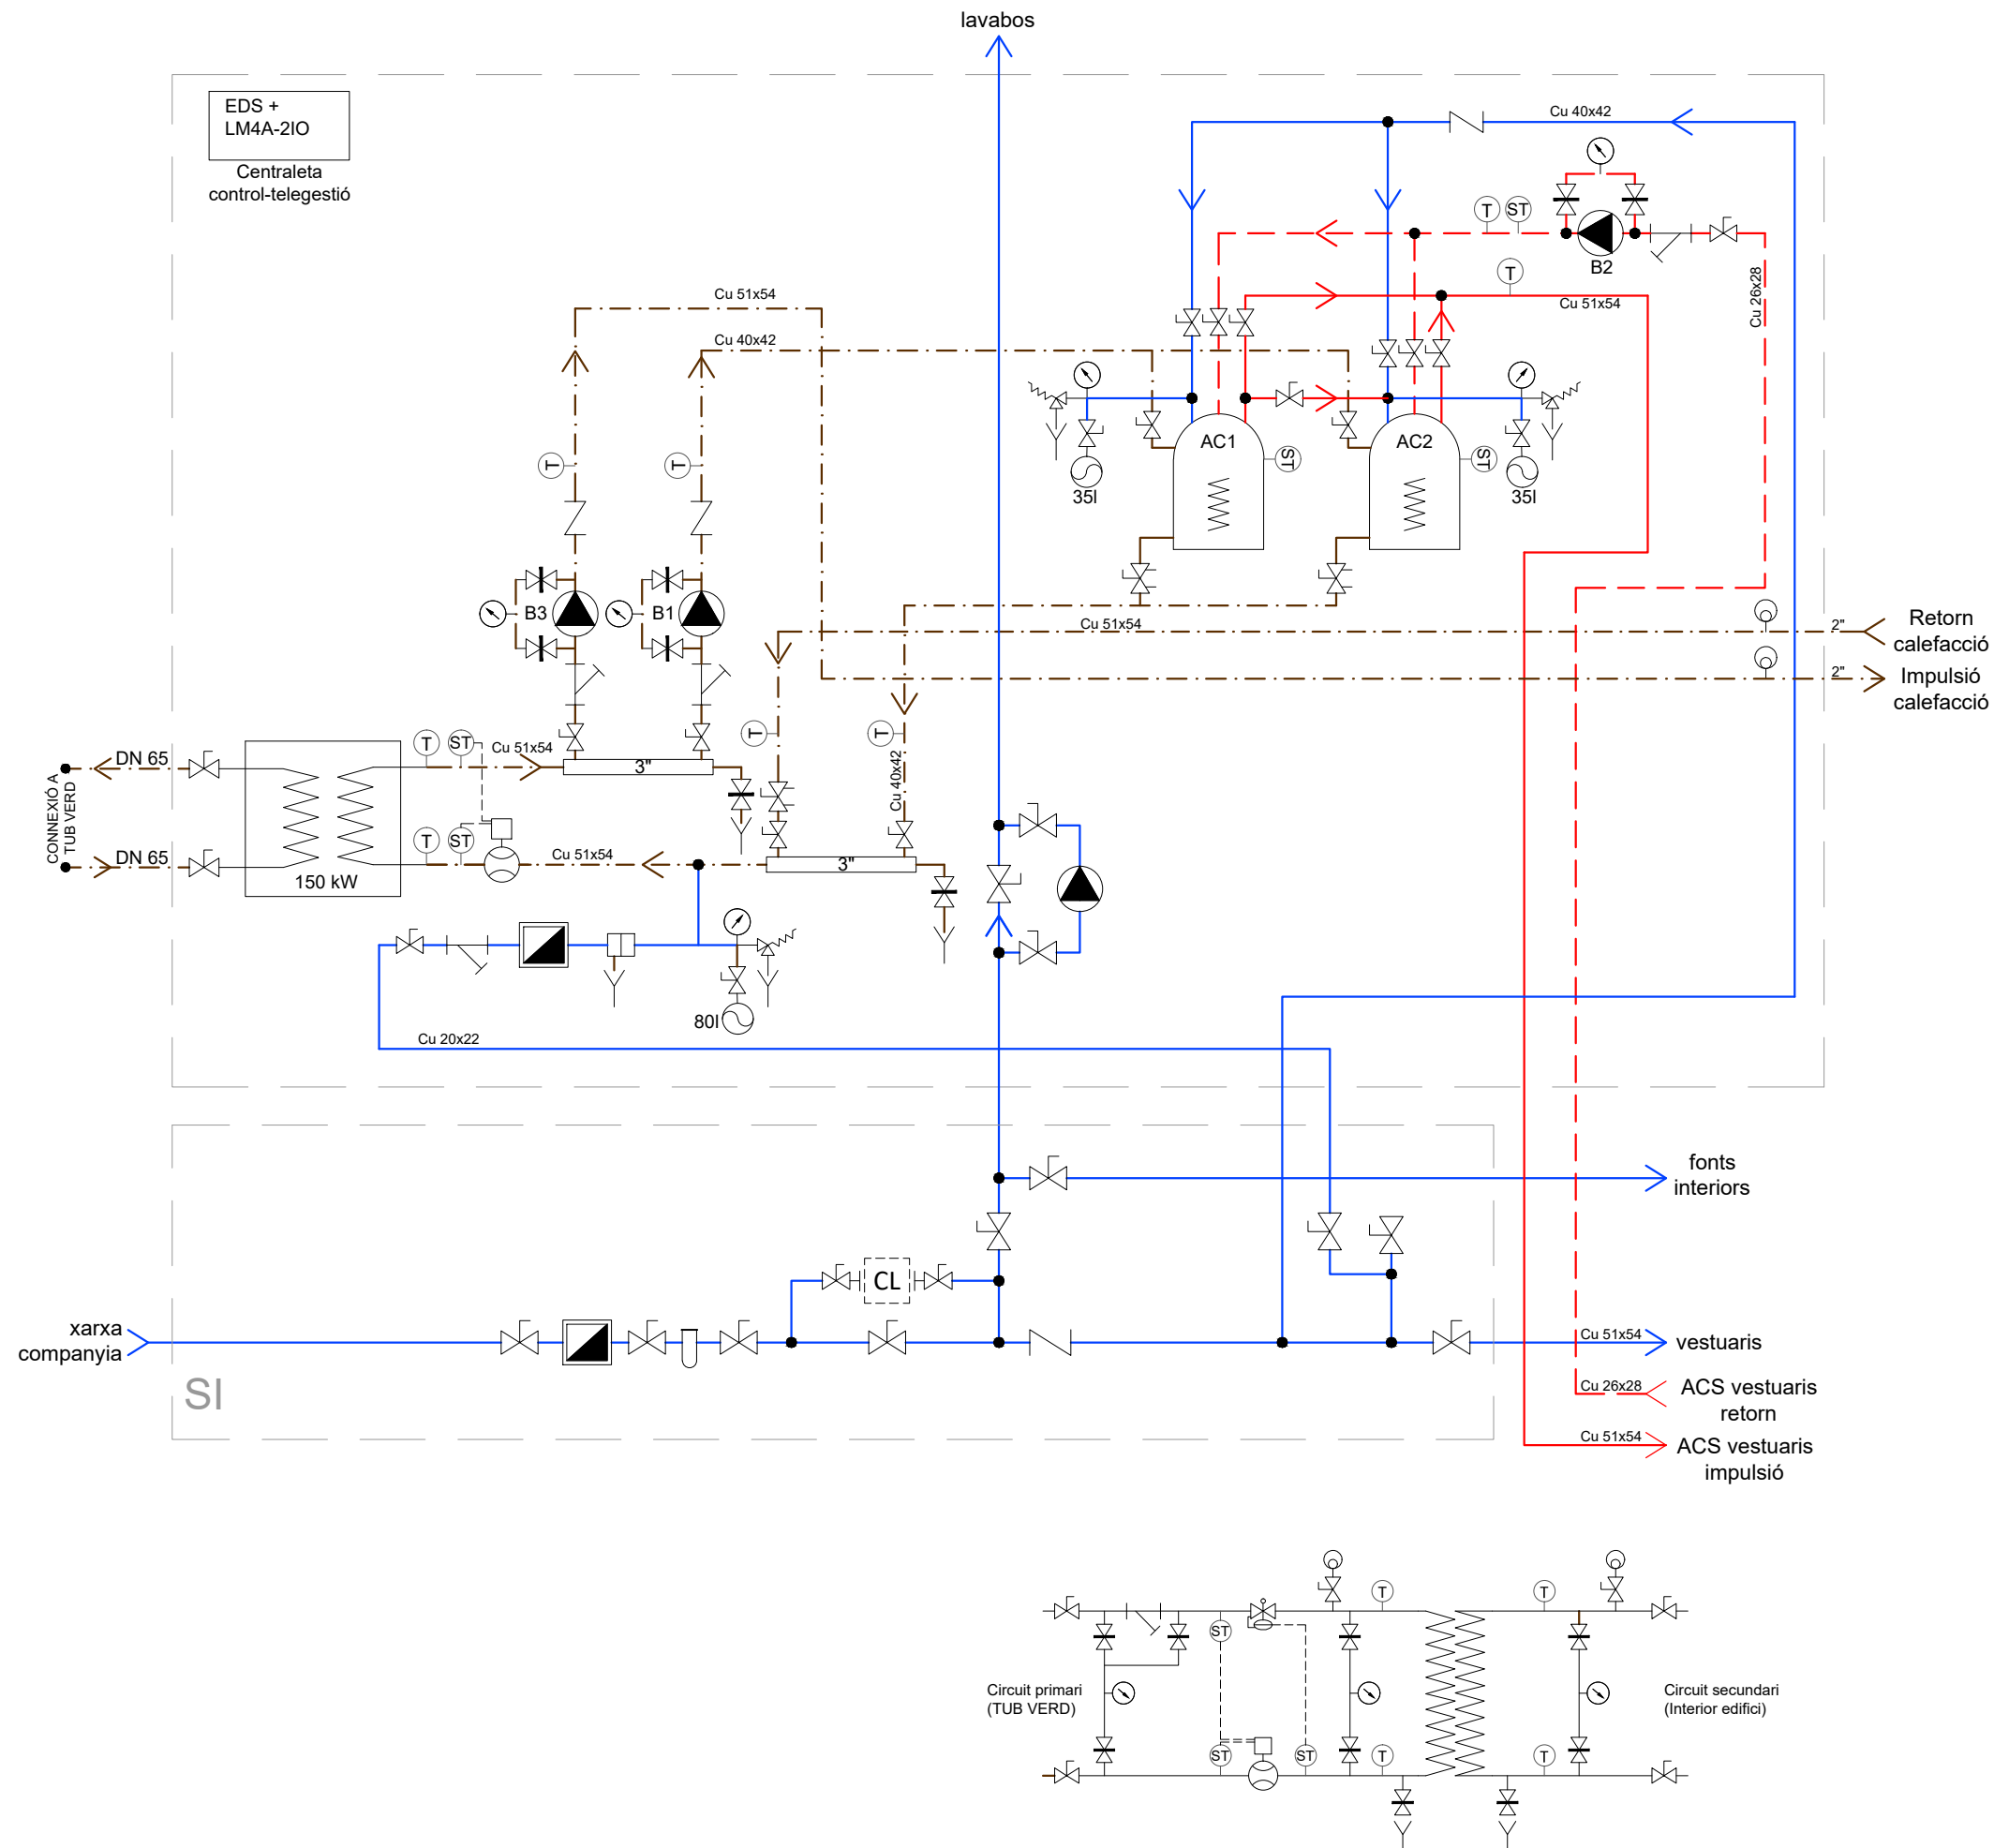 lavabos
EDS +
LM4A-2IO
Centraleta
control-telegestió
Cu 40x42
T
ST
B2
T
Cu 51x54
Cu 26x28
Cu 51x54
Cu 40x42
AC1
ST
AC2
ST
35l
35l
T
T
B3
B1
Cu 51x54
2"
Retorn
calefacció
2"
Impulsió
calefacció
CONNEXIÓ A
TUB VERD
DN 65
DN 65
150 kW
T
ST
Cu 51x54
3"
T
T
Cu 40x42
T
ST
Cu 51x54
3"
80l
Cu 20x22
fonts
interiors
CL
xarxa
companyia
SI
Cu 51x54
vestuaris
Cu 26x28
ACS vestuaris
retorn
Cu 51x54
ACS vestuaris
impulsió
T
T
ST
Circuit primari
(TUB VERD)
Circuit secundari
(Interior edifici)
ST
ST
T
T